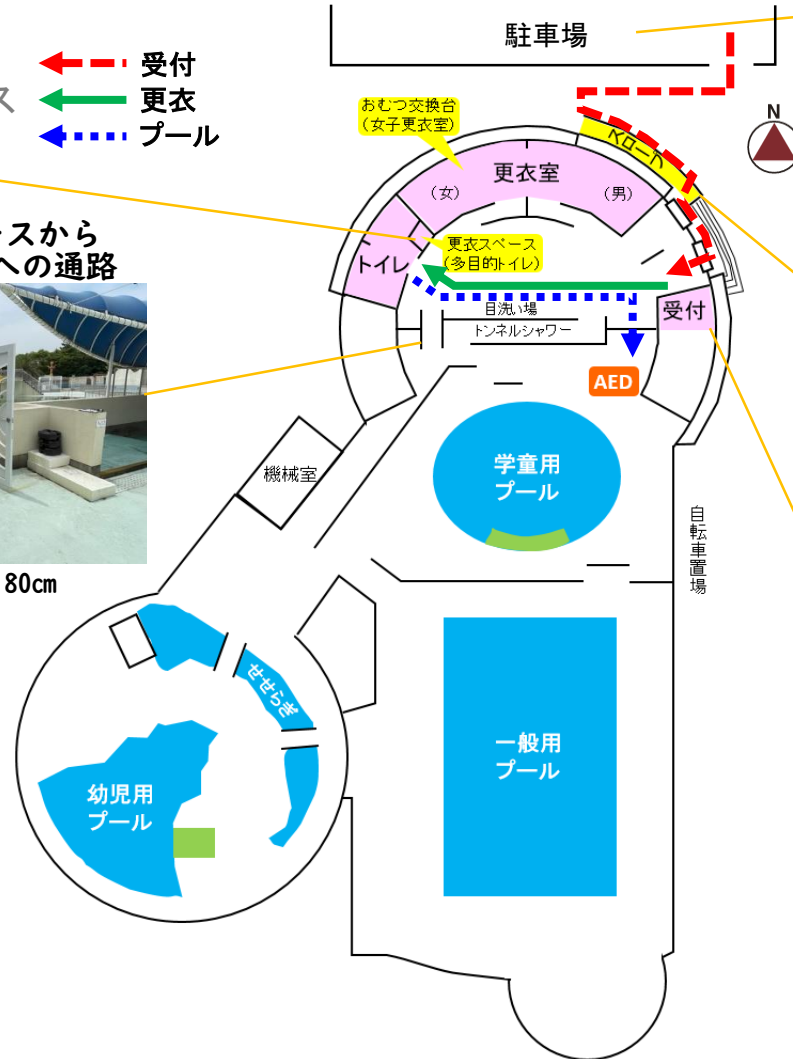 駐車場
受付
ス
更衣
プール
おむつ交換台
(女子更衣室)
スロープ
N
更衣室
(女)
(男)
ースから
への通路
トイレ
更衣スペース
(多目的トイレ)
目洗い場
トンネルシャワー
受付
AED
学童用
プール
機械室
自転車置場
80cm
せせらぎ
一般用
プール
幼児用
プール